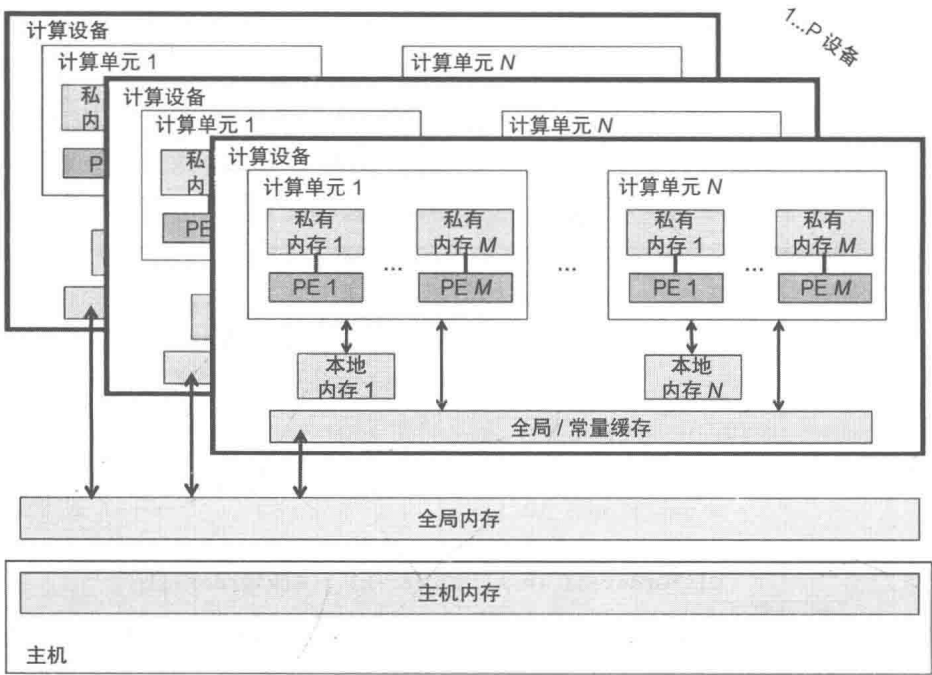 1...P 设备
计算设备
计算单元 1
计算单元 N
私
内
P
计算设备
计算单元 1
计算单元 N
私
内
PE
计算设备
计算单元 1
计算单元 N
私有
内存 1
私有
内存 M
私有
内存 1
私有
内存 M
...
...
...
PE 1
PE M
PE 1
PE M
本地
内存 1
本地
内存 N
全局 / 常量缓存
全局内存
主机内存
主机